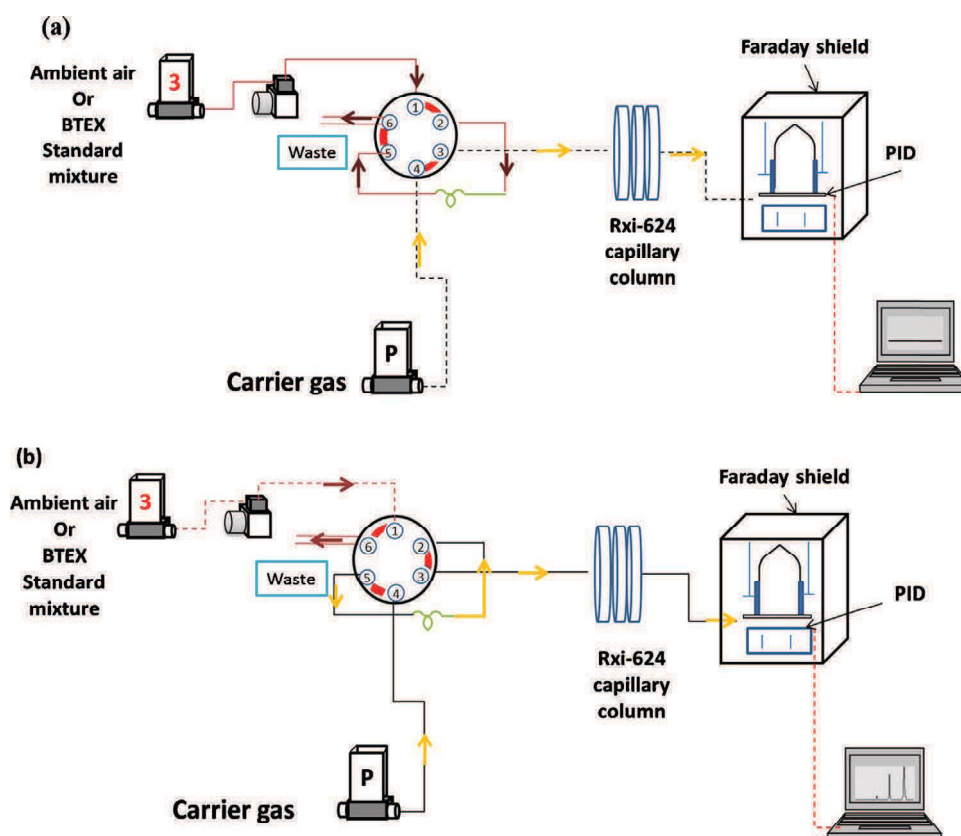 (a)
Faraday shield
Ambient air
Or
BTEX
Standard
mixture
3
1
6
2
Waste
5
3
4
PID
Rxi-624
capillary
column
P
Carrier gas
(b)
Faraday shield
Ambient air
Or
BTEX
Standard
mixture
3
1
6
2
Waste
5
3
4
PID
Rxi-624
capillary
column
P
Carrier gas